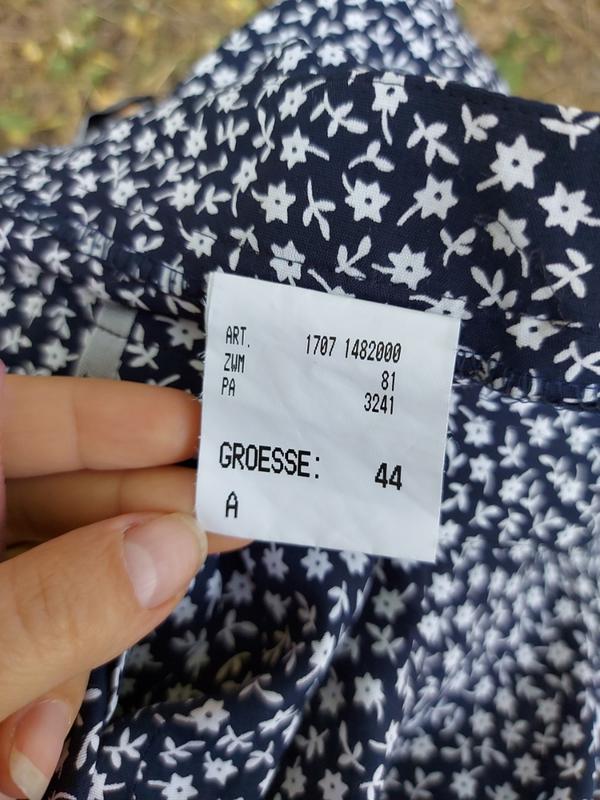 ART. 1707 1482000
ZWM 81
PA 3241
GROESSE: 44
A